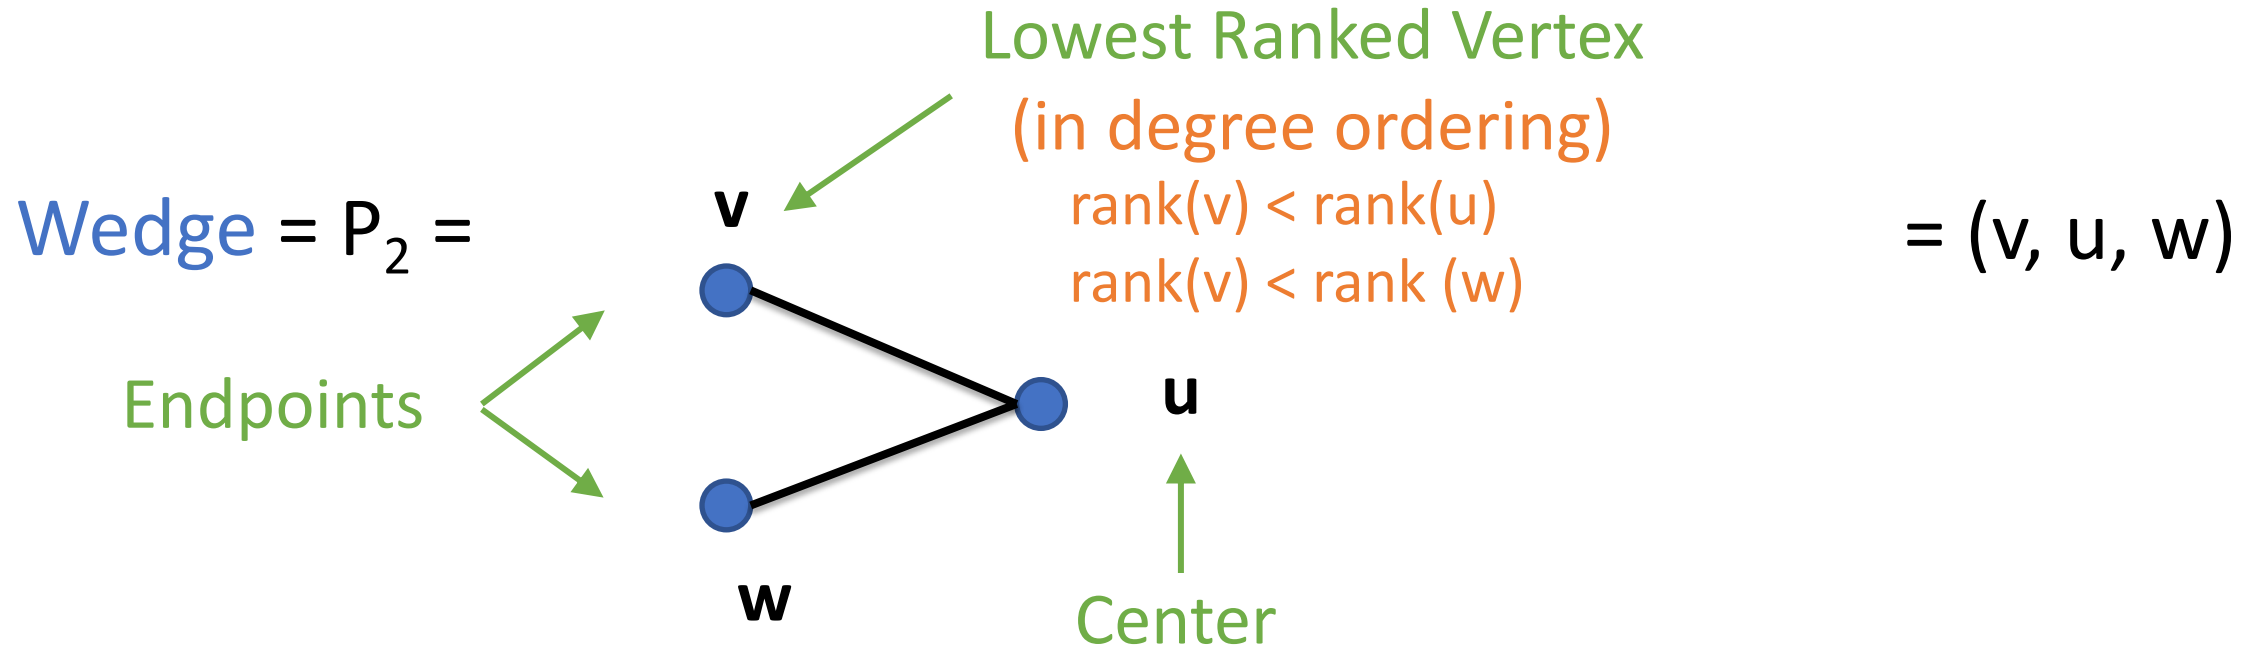 Lowest Ranked Vertex
(in degree ordering)
rank(v) < rank(u)
rank(v) < rank (w)
Wedge = P₂ =
v
= (v, u, w)
Endpoints
u
w
Center